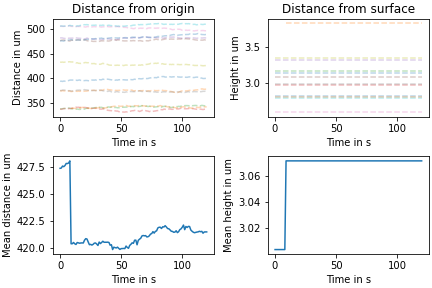 Distance from origin
Distance from surface
Distance in um
500
450
400
350
0
50
100
Time in s
Height in um
3.5
3.0
0
50
100
Time in s
Mean distance in um
427.5
425.0
422.5
420.0
0
50
100
Time in s
Mean height in um
3.06
3.04
3.02
0
50
100
Time in s